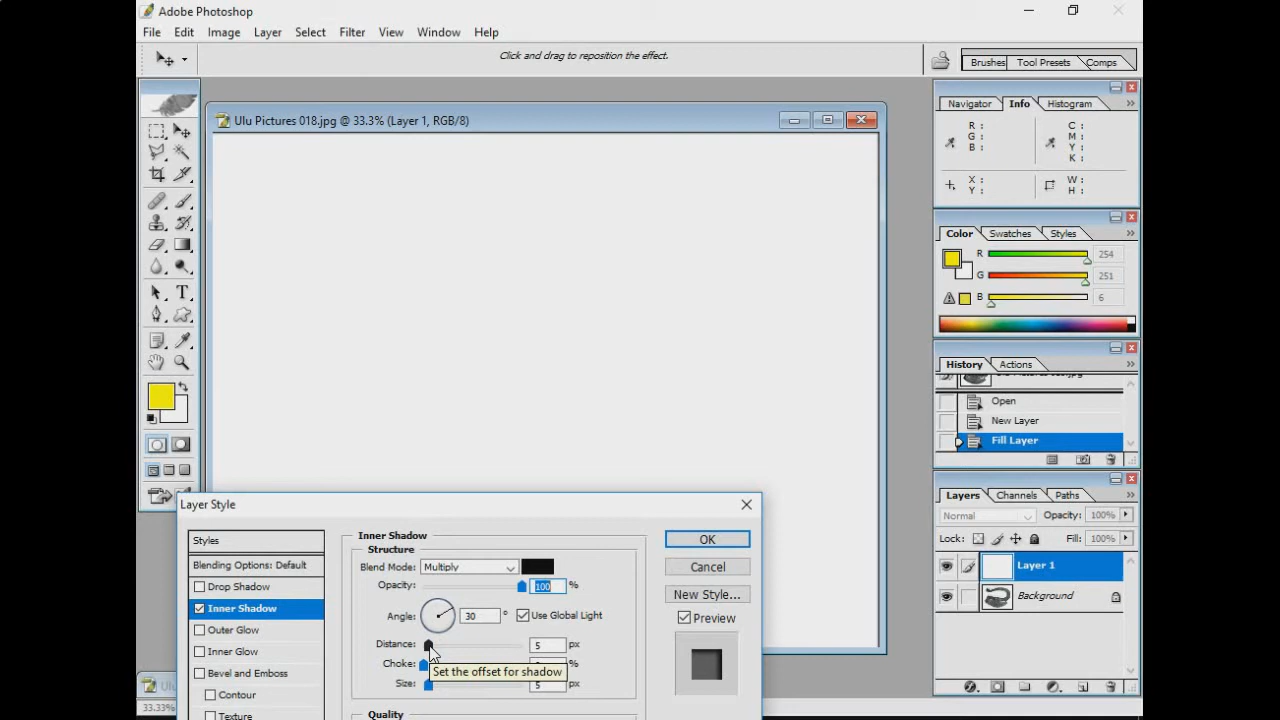 Adobe Photoshop
File Edit Image Layer Select Filter View Window Help
Click and drag to reposition the effect.
Brushes Tool Presets Comps
Ulu Pictures 018.jpg @ 33.3% (Layer 1, RGB/8)
Navigator Info Histogram
R : C :
G : M :
B : Y :
K :
X : W :
Y : H :
Color Swatches Styles
R 254
G 251
B 6
History Actions
Open
New Layer
Fill Layer
Layers Channels Paths
Normal Opacity: 100%
Lock: Fill: 100%
Layer 1
Background
Layer Style
Styles
Blending Options: Default
Drop Shadow
Inner Shadow
Outer Glow
Inner Glow
Bevel and Emboss
Contour
Texture
Inner Shadow
Structure
Blend Mode: Multiply
Opacity: 100 %
Angle: 30 ° Use Global Light
Distance: 5 px
Choke: %
Set the offset for shadow
Size: 5 px
Quality
OK
Cancel
New Style...
Preview
33.33%